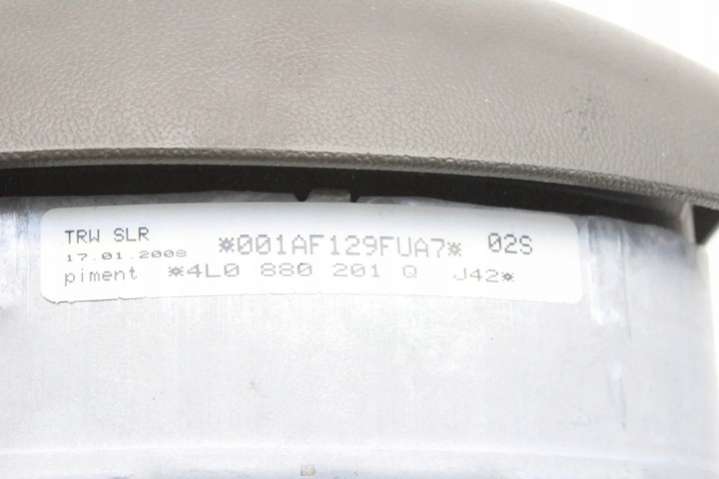 TRW SLR *001AF129FUA7* 02S
17.01.2008
piment *4L0 880 201 Q J42*